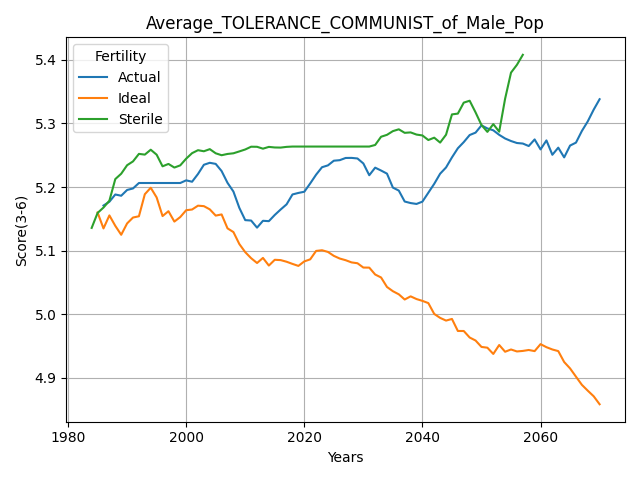 Average_TOLERANCE_COMMUNIST_of_Male_Pop
Fertility
Actual
Ideal
Sterile
Score(3-6)
5.4
5.3
5.2
5.1
5.0
4.9
1980 2000 2020 2040 2060
Years